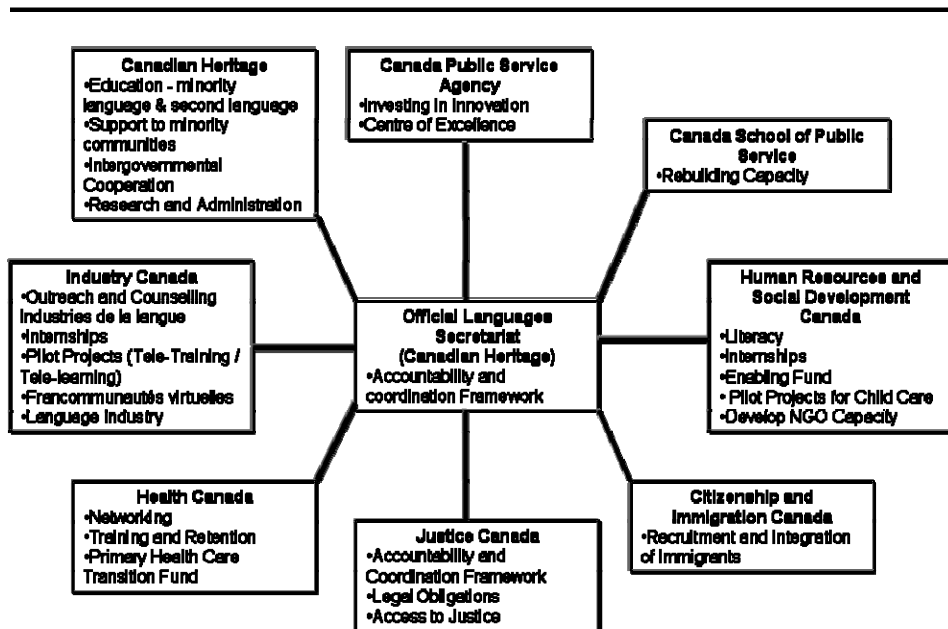 Canadian Heritage
•Education - minority
language & second language
•Support to minority
communities
•Intergovernmental
Cooperation
•Research and Administration
Canada Public Service
Agency
•Investing in Innovation
•Centre of Excellence
Canada School of Public
Service
•Rebuilding Capacity
Industry Canada
•Outreach and Counselling
Industries de la langue
•Internships
•Pilot Projects (Tele-Training /
Tele-learning)
•Francommunautés virtuelles
•Language Industry
Official Languages
Secretariat
(Canadian Heritage)
•Accountability and
coordination Framework
Human Resources and
Social Development
Canada
•Literacy
•Internships
•Enabling Fund
• Pilot Projects for Child Care
•Develop NGO Capacity
Health Canada
•Networking
•Training and Retention
•Primary Health Care
Transition Fund
Justice Canada
•Accountability and
Coordination Framework
•Legal Obligations
•Access to Justice
Citizenship and
Immigration Canada
•Recruitment and Integration
of Immigrants